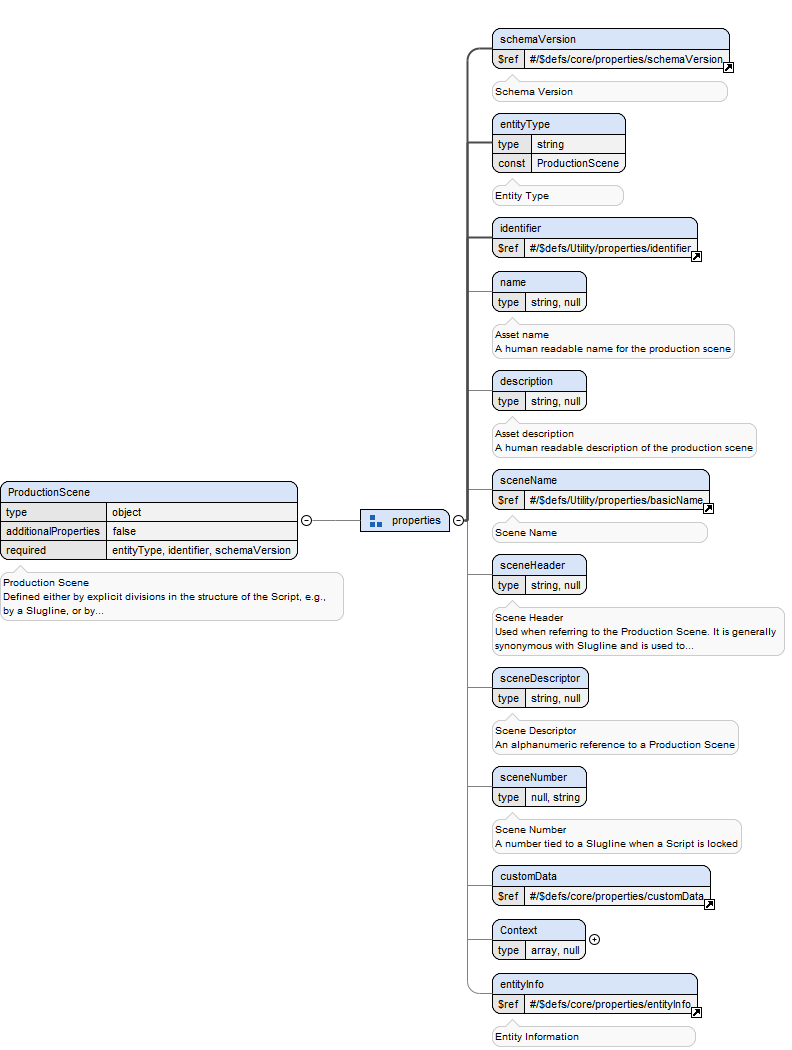 schemaVersion
$ref #/$defs/core/properties/schemaVersion
Schema Version
entityType
type string
const ProductionScene
Entity Type
identifier
$ref #/$defs/Utility/properties/identifier
name
type string, null
Asset name
A human readable name for the production scene
description
type string, null
Asset description
A human readable description of the production scene
ProductionScene
type object
additionalProperties false
required entityType, identifier, schemaVersion
Production Scene
Defined either by explicit divisions in the structure of the Script, e.g.,
by a Slugline, or by...
properties
sceneName
$ref #/$defs/Utility/properties/basicName
Scene Name
sceneHeader
type string, null
Scene Header
Used when referring to the Production Scene. It is generally
synonymous with Slugline and is used to...
sceneDescriptor
type string, null
Scene Descriptor
An alphanumeric reference to a Production Scene
sceneNumber
type null, string
Scene Number
A number tied to a Slugline when a Script is locked
customData
$ref #/$defs/core/properties/customData
Context
type array, null
entityInfo
$ref #/$defs/core/properties/entityInfo
Entity Information